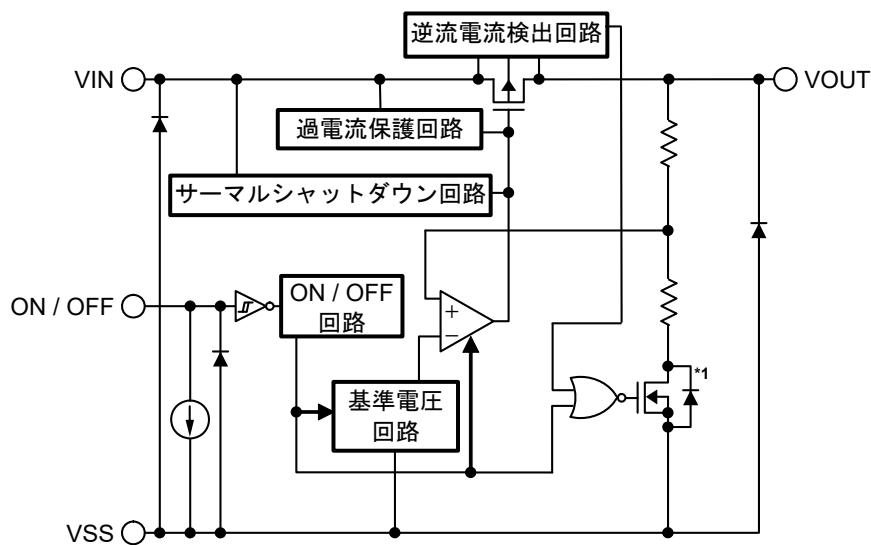 逆流電流検出回路
VIN
VOUT
過電流保護回路
サーマルシャットダウン回路
ON / OFF
ON / OFF
回路
+
−
*1
基準電圧
回路
VSS